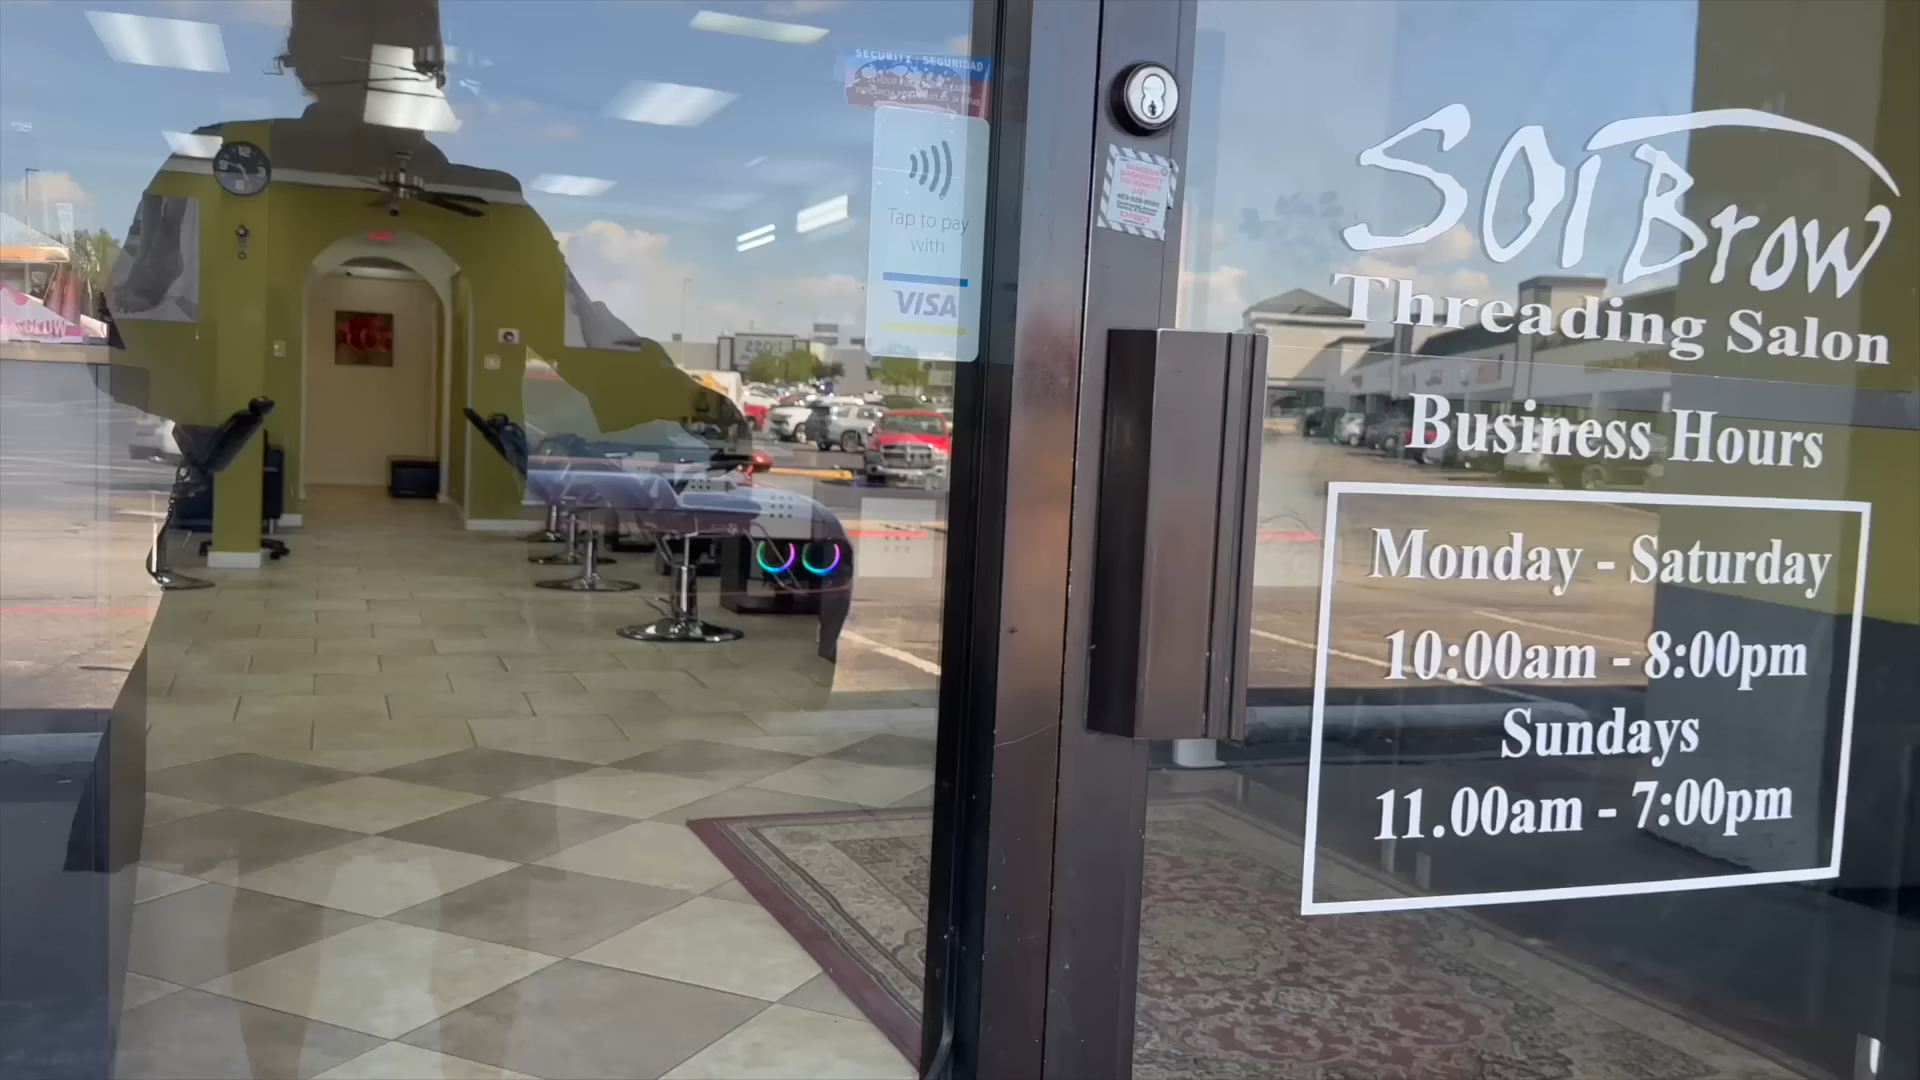 SECURITY SEGURIDAD
Tap to pay
with
VISA
SOI Brow
Threading Salon
Business Hours
Monday - Saturday
10:00am - 8:00pm
Sundays
11.00am - 7:00pm